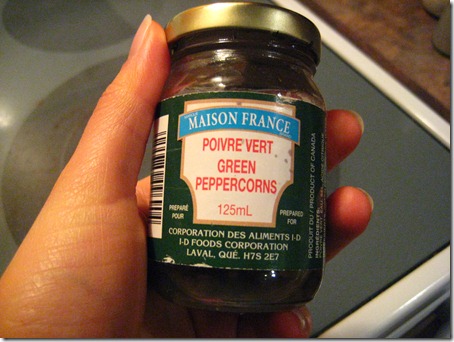 MAISON FRANCE
POIVRE VERT
GREEN
PEPPERCORNS
125mL
PREPARÉ
POUR
PREPARED
FOR
CORPORATION DES ALIMENTS I-D
I-D FOODS CORPORATION
LAVAL, QUÉ. H7S 2E7
PRODUIT DU / PRODUCT OF CANADA